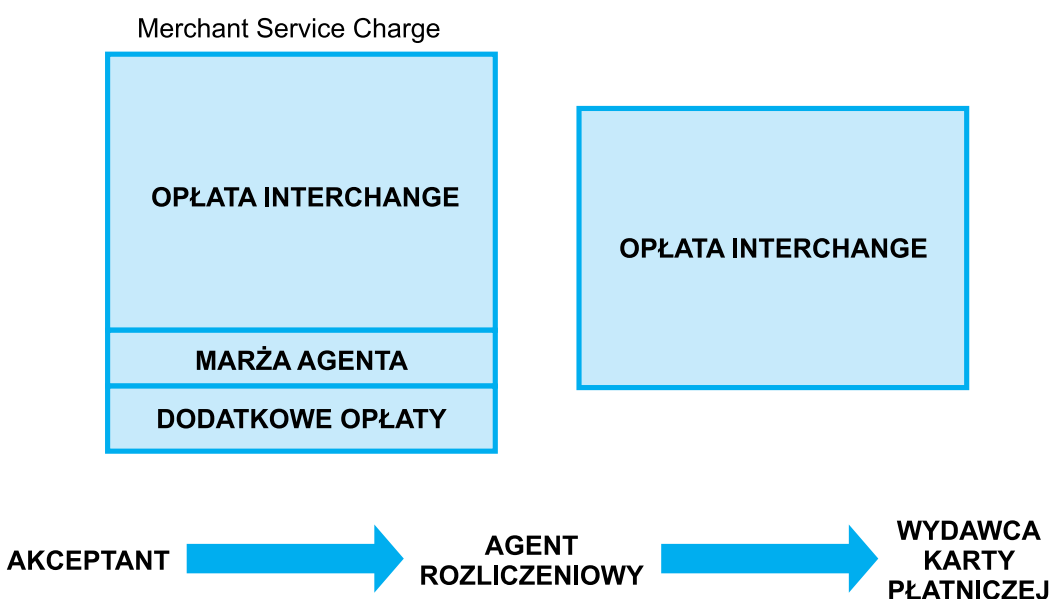 Merchant Service Charge
OPŁATA INTERCHANGE
MARŻA AGENTA
DODATKOWE OPŁATY
OPŁATA INTERCHANGE
AKCEPTANT
AGENT
ROZLICZENIOWY
WYDAWCA
KARTY
PŁATNICZEJ